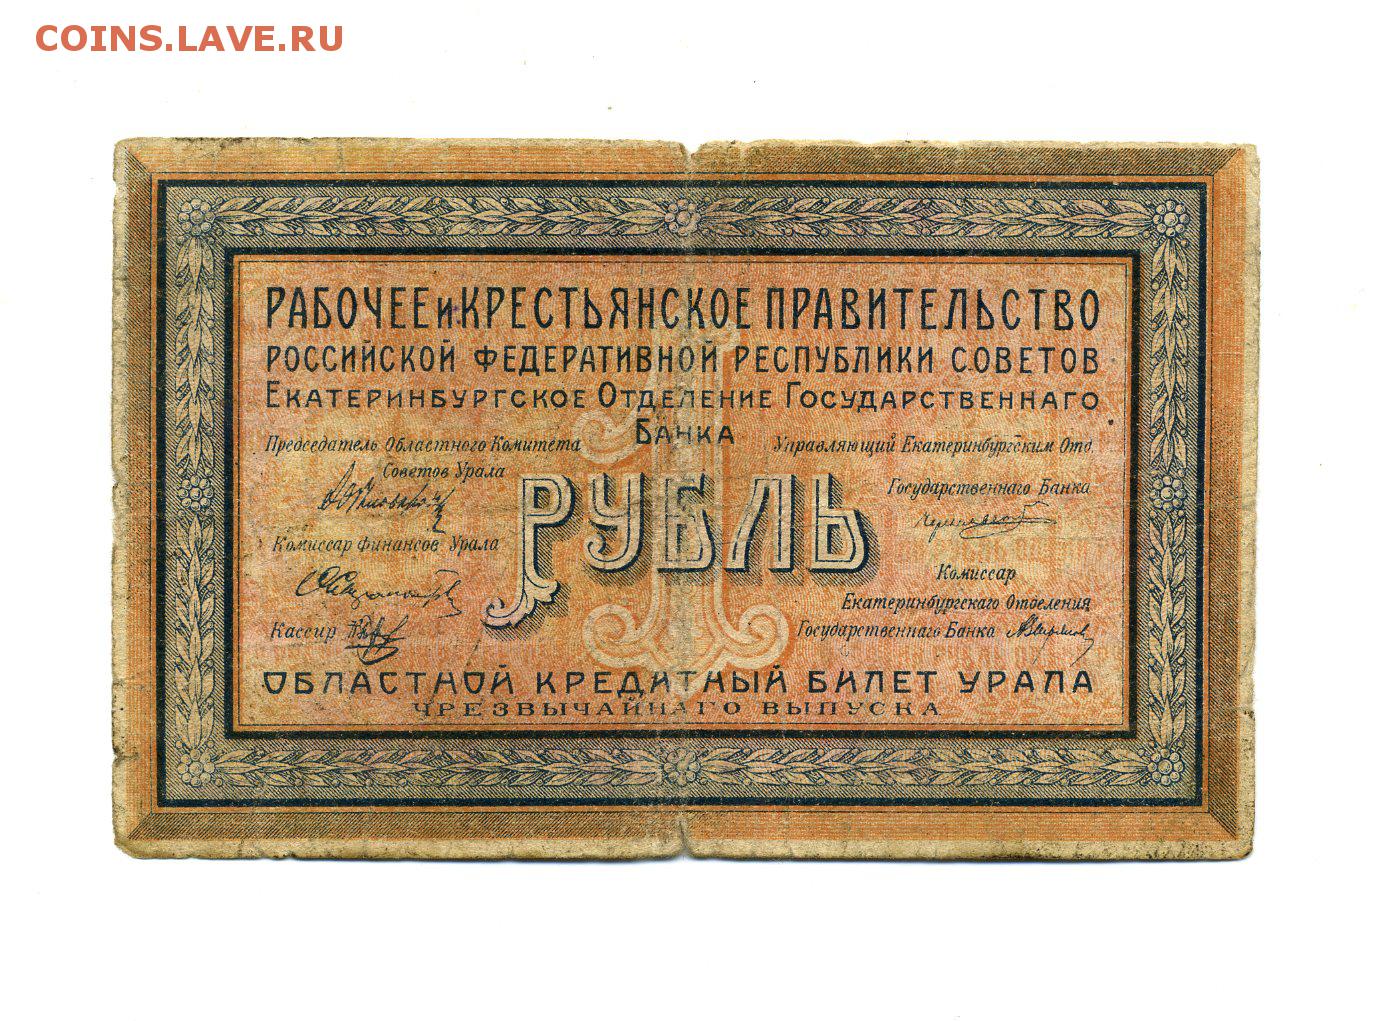 COINS.LAVE.RU
РАБОЧЕЕ и КРЕСТЬЯНСКОЕ ПРАВИТЕЛЬСТВО
РОССИЙСКОЙ ФЕДЕРАТИВНОЙ РЕСПУБЛИКИ СОВЕТОВ
ЕКАТЕРИНБУРГСКОЕ ОТДЕЛЕНИЕ ГОСУДАРСТВЕННАГО
БАНКА
Председатель Областного Комитета
Советов Урала
Комиссар Финансов Урала
Кассир
1
РУБЛЬ
Управляющий Екатеринбургским Отд.
Государственнаго Банка
Комиссар
Екатеринбургскаго Отделения
Государственнаго Банка
ОБЛАСТНОЙ КРЕДИТНЫЙ БИЛЕТ УРАЛА
ЧРЕЗВЫЧАЙНАГО ВЫПУСКА